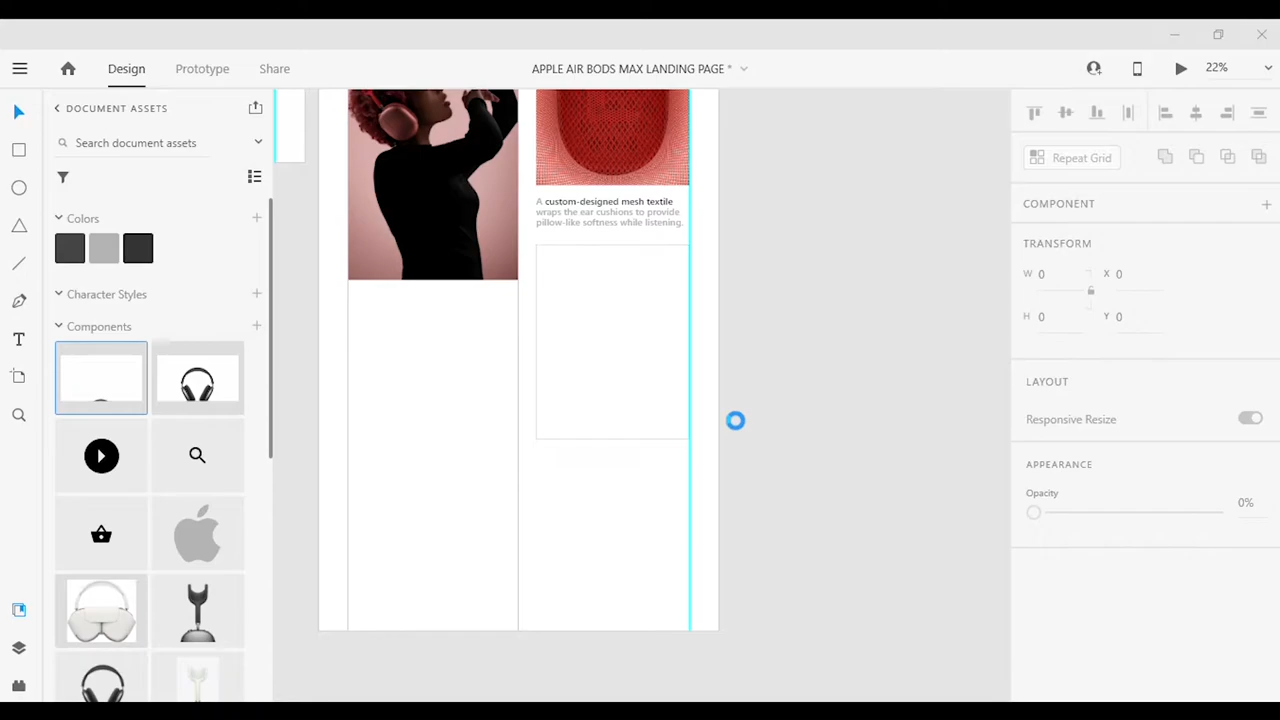 Design
Prototype
Share
APPLE AIR BODS MAX LANDING PAGE *
22%
DOCUMENT ASSETS
Search document assets
Colors
Character Styles
Components
A custom-designed mesh textile
wraps the ear cushions to provide
pillow-like softness while listening.
Repeat Grid
COMPONENT
TRANSFORM
W 0 X 0
H 0 Y 0
LAYOUT
Responsive Resize
APPEARANCE
Opacity
0%
T